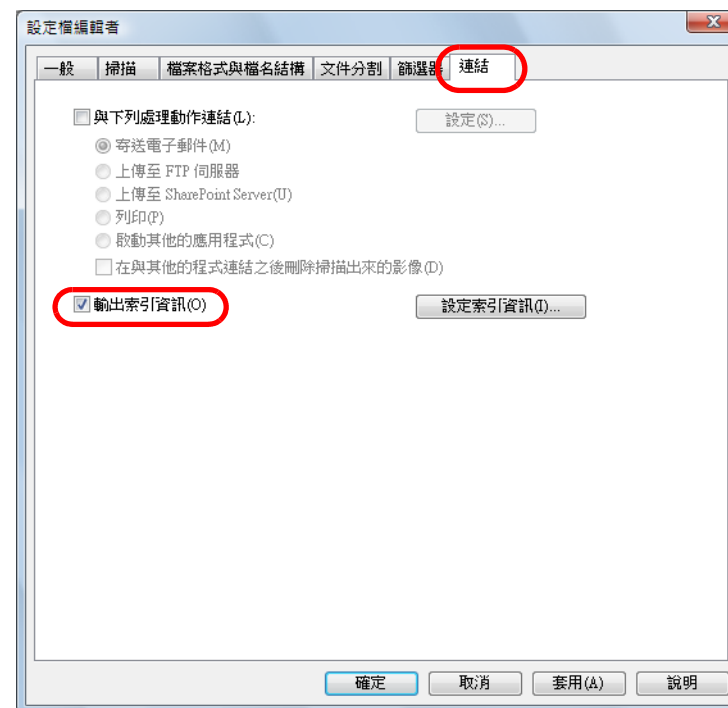 設定檔編輯者
一般 掃描 檔案格式與檔名結構 文件分割 篩選器 連結
與下列處理動作連結(L): 設定(S)...
寄送電子郵件(M)
上傳至 FTP 伺服器
上傳至 SharePoint Server(U)
列印(P)
啟動其他的應用程式(C)
在與其他的程式連結之後刪除掃描出來的影像(D)
輸出索引資訊(O) 設定索引資訊(I)...
確定 取消 套用(A) 說明